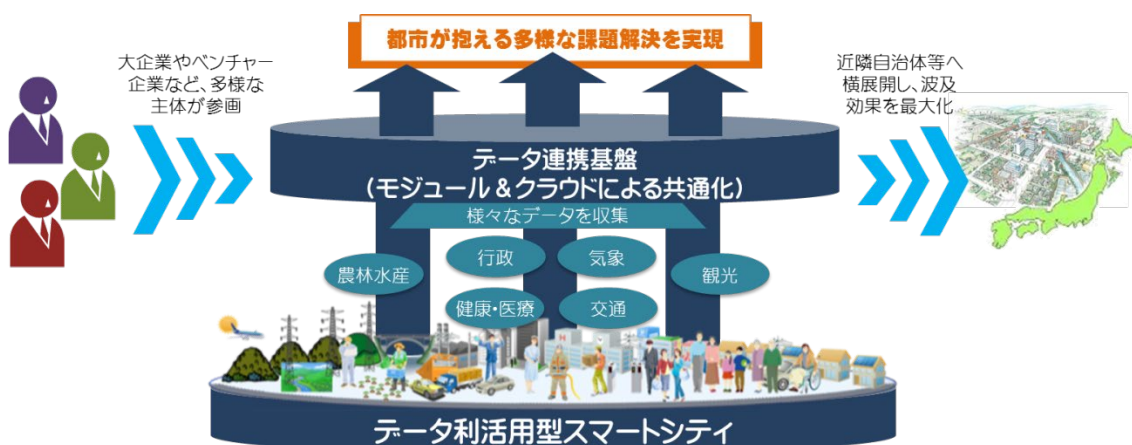 都市が抱える多様な課題解決を実現
大企業やベンチャー
企業など、多様な
主体が参画
近隣自治体等へ
横展開し、波及
効果を最大化
データ連携基盤
(モジュール&クラウドによる共通化)
様々なデータを収集
農林水産
行政
気象
観光
健康・医療
交通
データ利活用型スマートシティ